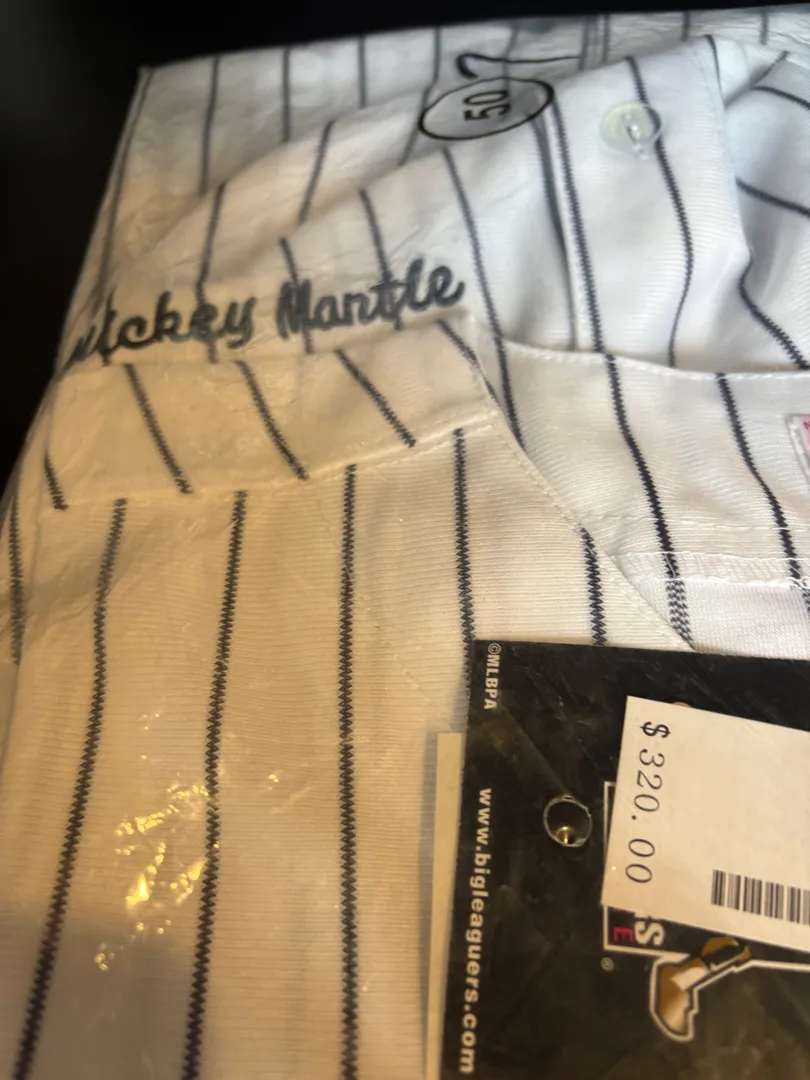 50
Mickey Mantle
©MLBPA
www.bigleaguers.com
$320.00
S
E